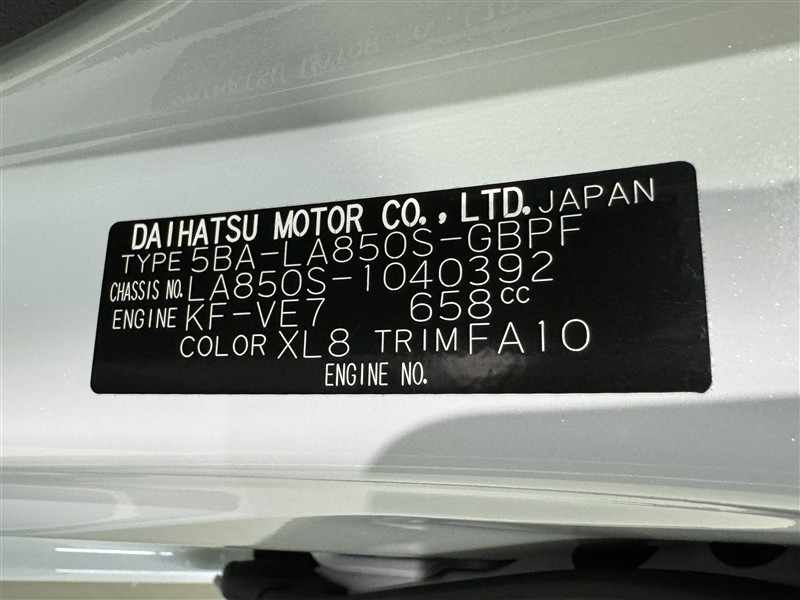 DAIHATSU MOTOR CO., LTD. JAPAN
TYPE 5BA-LA850S-GBPF
CHASSIS NO. LA850S-1040392
ENGINE KF-VE7 658cc
COLOR XL8 TRIM FA10
ENGINE NO.